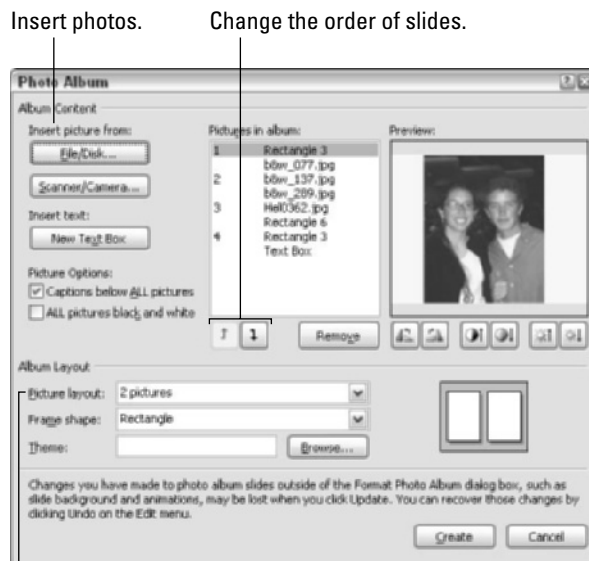 Insert photos.
Change the order of slides.
Photo Album
Album Content
Insert picture from:
File/Disk...
Scanner/Camera...
Insert text:
New Text Box
Picture Options:
Captions below ALL pictures
ALL pictures black and white
Pictures in album:
1 Rectangle 3
b&w_077.jpg
2 b&w_137.jpg
b&w_289.jpg
3 Hell0362.jpg
Rectangle 6
4 Rectangle 3
Text Box
Remove
Preview:
Album Layout
Picture layout: 2 pictures
Frame shape: Rectangle
Theme: Browse...
Changes you have made to photo album slides outside of the Format Photo Album dialog box, such as
slide background and animations, may be lost when you click Update. You can recover those changes by
clicking Undo on the Edit menu.
Create Cancel